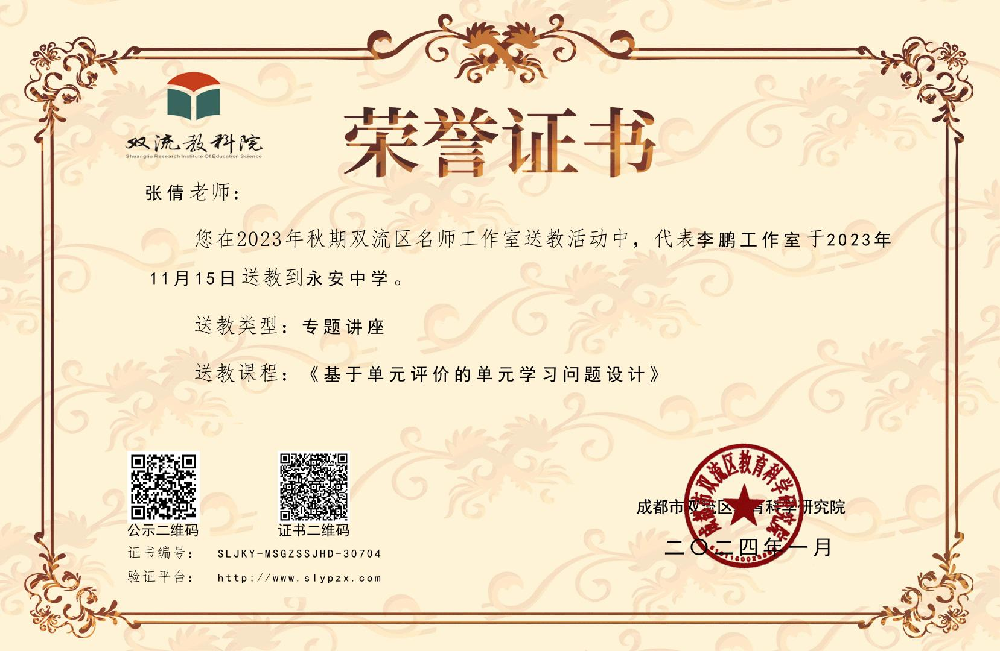 双流教科院
Shuangliu Research Institute Of Education Science
荣誉证书
张倩老师：
您在2023年秋期双流区名师工作室送教活动中，代表李鹏工作室于2023年
11月15日送教到永安中学。
送教类型：专题讲座
送教课程：《基于单元评价的单元学习问题设计》
公示二维码
证书二维码
证书编号： SLJKY-MSGZSSJHD-30704
验证平台： http://www.slypzx.com
成都市双流区教育科学研究院
成都市双流区教育科学研究院
二〇二四年一月